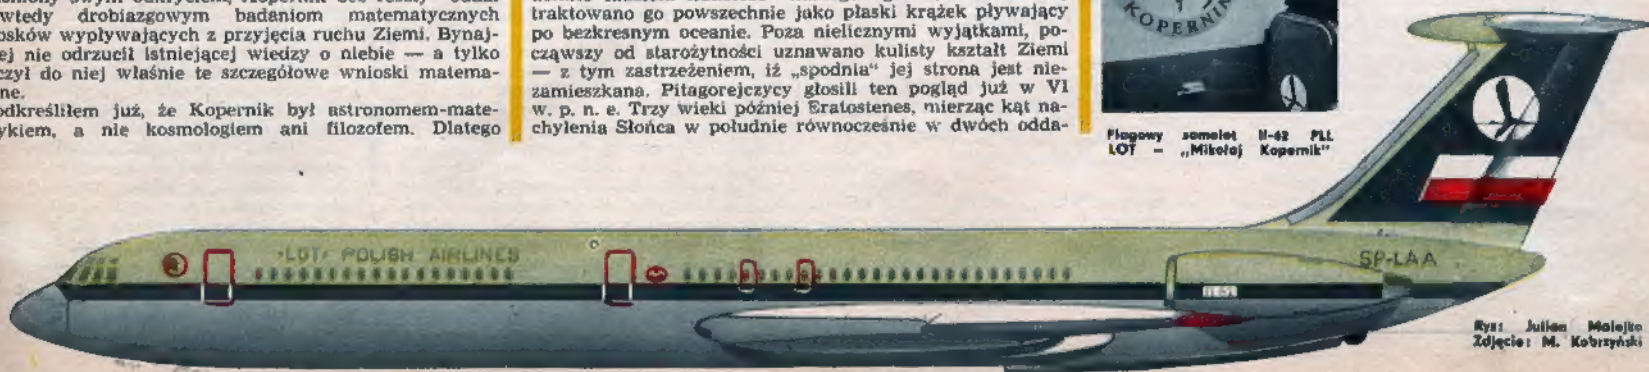 wtedy drobiazgowym badaniom matematycznych
osków wypływających z przyjęcia ruchu Ziemi. Bynaj-
ej nie odrzucił istniejącej wiedzy o niebie — a tylko
czył do niej właśnie te szczegółowe wnioski matema-
ne.
odkreśliłem już, że Kopernik był astronomem-mate-
ykiem, a nie kosmologiem ani filozofem. Dlatego
traktowano go powszechnie jako płaski krążek pływający
po bezkresnym oceanie. Poza nielicznymi wyjątkami, po-
cząwszy od starożytności uznawano kulisty kształt Ziemi
— z tym zastrzeżeniem, iż „spodnia" jej strona jest nie-
zamieszkana. Pitagorejczycy głosili ten pogląd już w VI
w. p. n. e. Trzy wieki później Eratostenes, mierząc kąt na-
chylenia Słońca w południe równocześnie w dwóch odda-
KOPERNIK
Flagowy samolot Il-62 PLL
LOT — „Mikołaj Kopernik"
·LOT· POLISH AIRLINES
SP-LAA
Rys: Julian Malejko
Zdjęcie: M. Kobrzyński